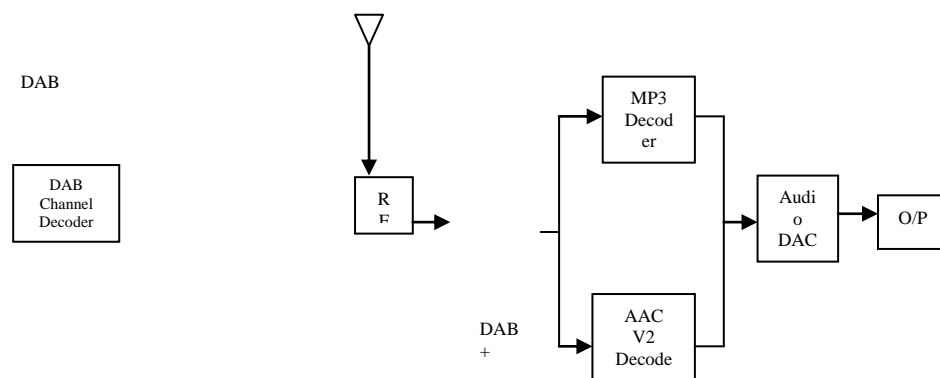 DAB
MP3
Decod
er
DAB
Channel
Decoder
R
F
Audi
o
DAC
O/P
DAB
+
AAC
V2
Decode